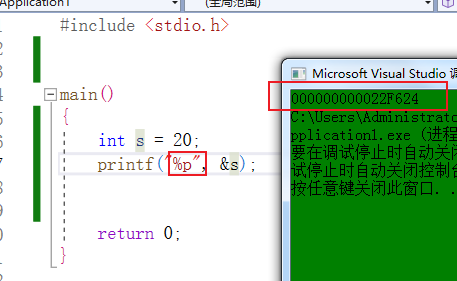 Application1
(全局范围)
1
#include <stdio.h>
2
3
4
main()
5
{
6
int s = 20;
7
printf("%p", &s);
8
9
return 0;
0
}
Microsoft Visual Studio 调
000000000022F624
C:\Users\Administrato
pplication1.exe (进程
要在调试停止时自动关闭
试停止时自动关闭控制台
按任意键关闭此窗口. .